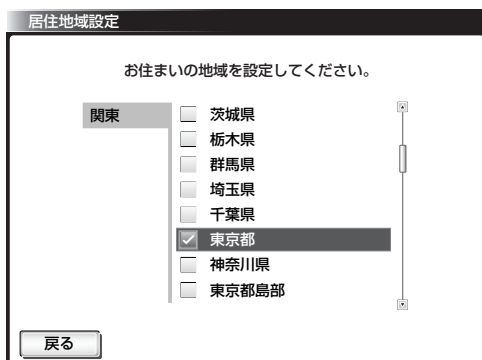 居住地域設定
お住まいの地域を設定してください。
関東
茨城県
栃木県
群馬県
埼玉県
千葉県
東京都
神奈川県
東京都島部
戻る